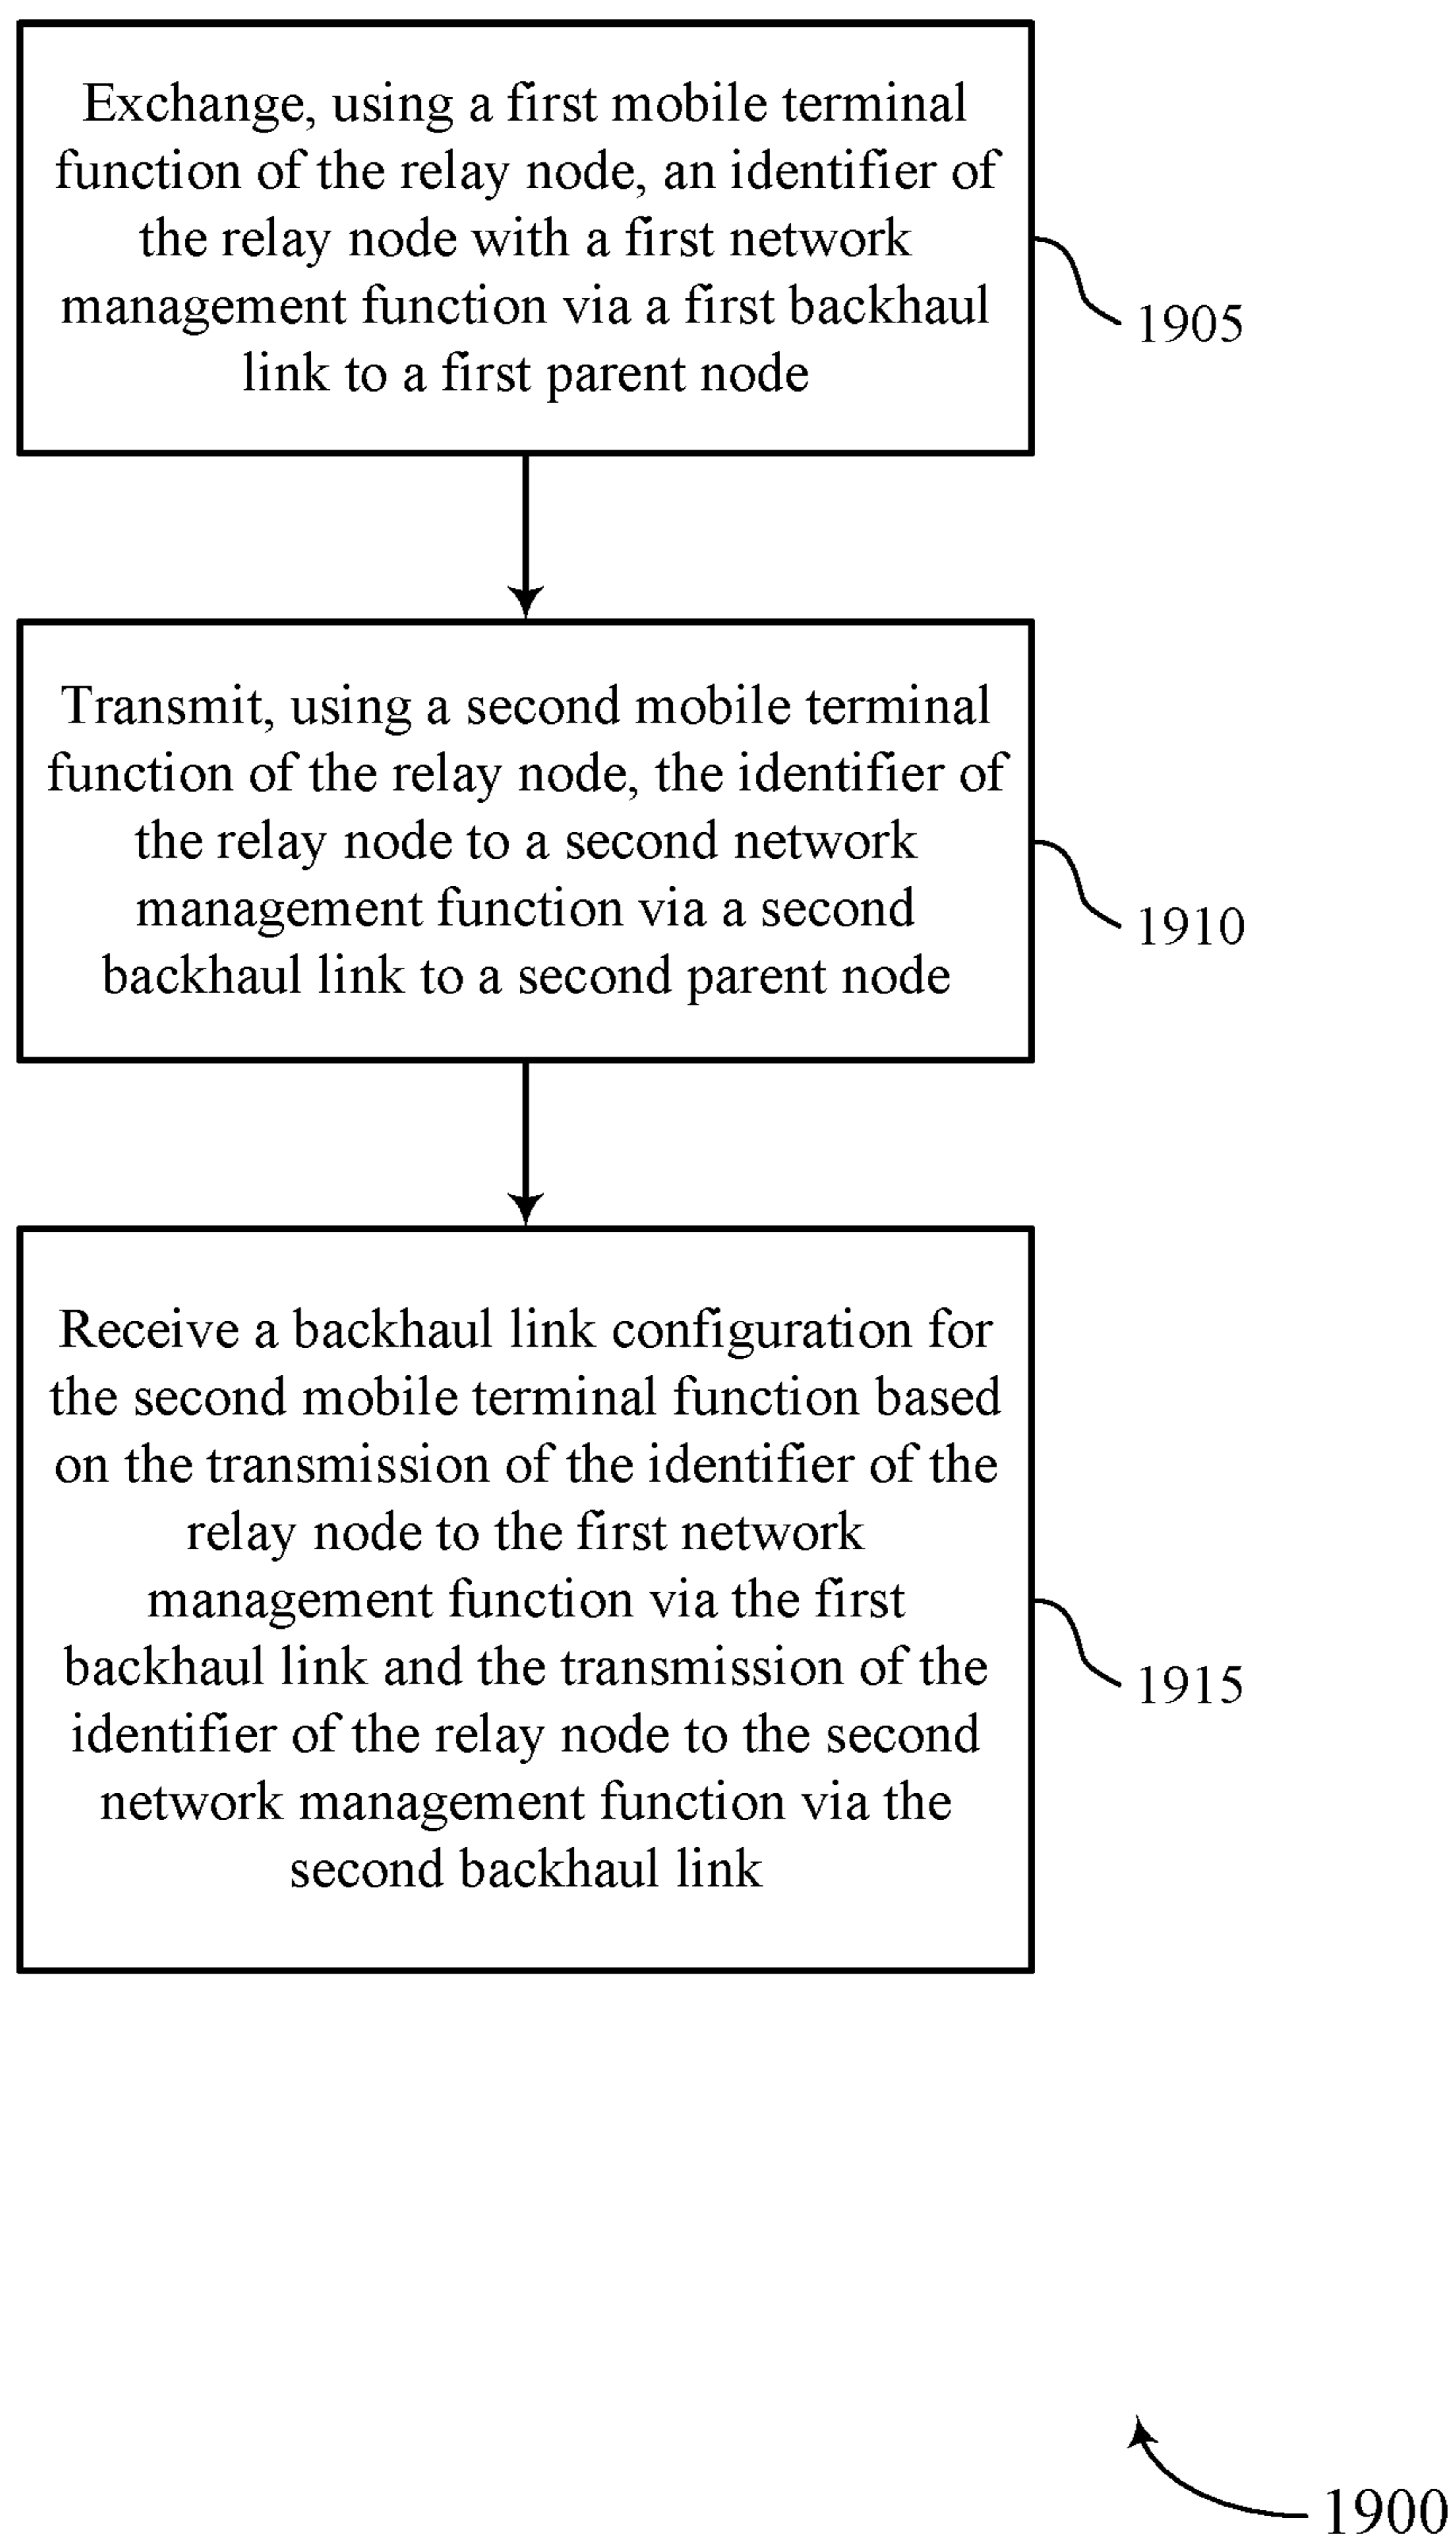 Exchange, using a first mobile terminal
function of the relay node, an identifier of
the relay node with a first network
management function via a first backhaul
link to a first parent node
1905
Transmit, using a second mobile terminal
function of the relay node, the identifier of
the relay node to a second network
management function via a second
backhaul link to a second parent node
1910
Receive a backhaul link configuration for
the second mobile terminal function based
on the transmission of the identifier of the
relay node to the first network
management function via the first
backhaul link and the transmission of the
identifier of the relay node to the second
network management function via the
second backhaul link
1915
1900